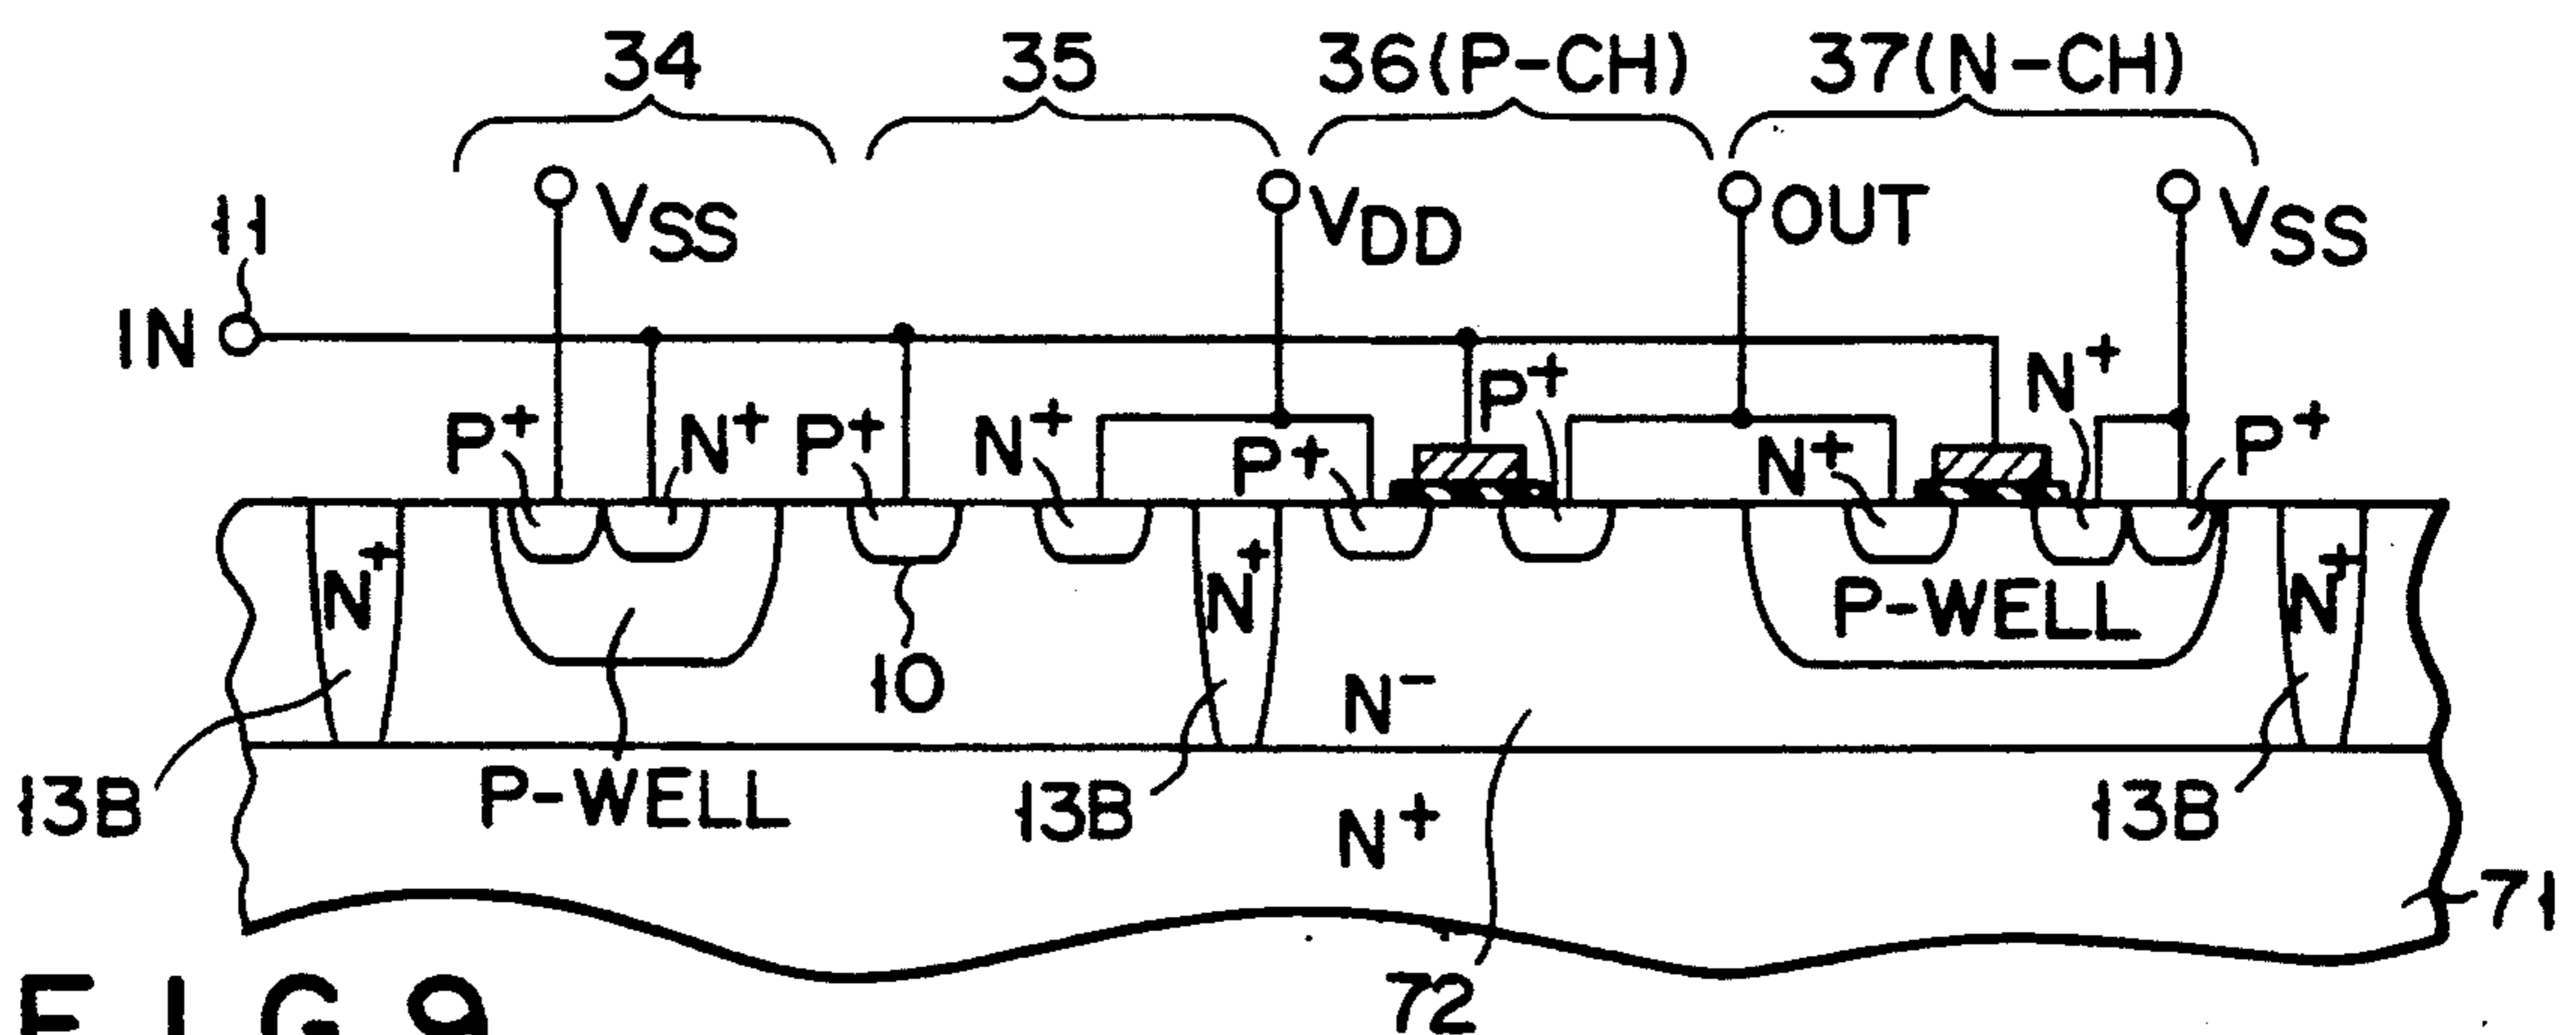 34 35 36(P-CH) 37(N-CH)
11 VSS VDD OUT VSS
IN
P+ N+ P+ N+ P+ P+ N+ N+ P+
N+ N+ P-WELL N+
10
N-
13B P-WELL 13B N+ 13B
71
72
FIG 9